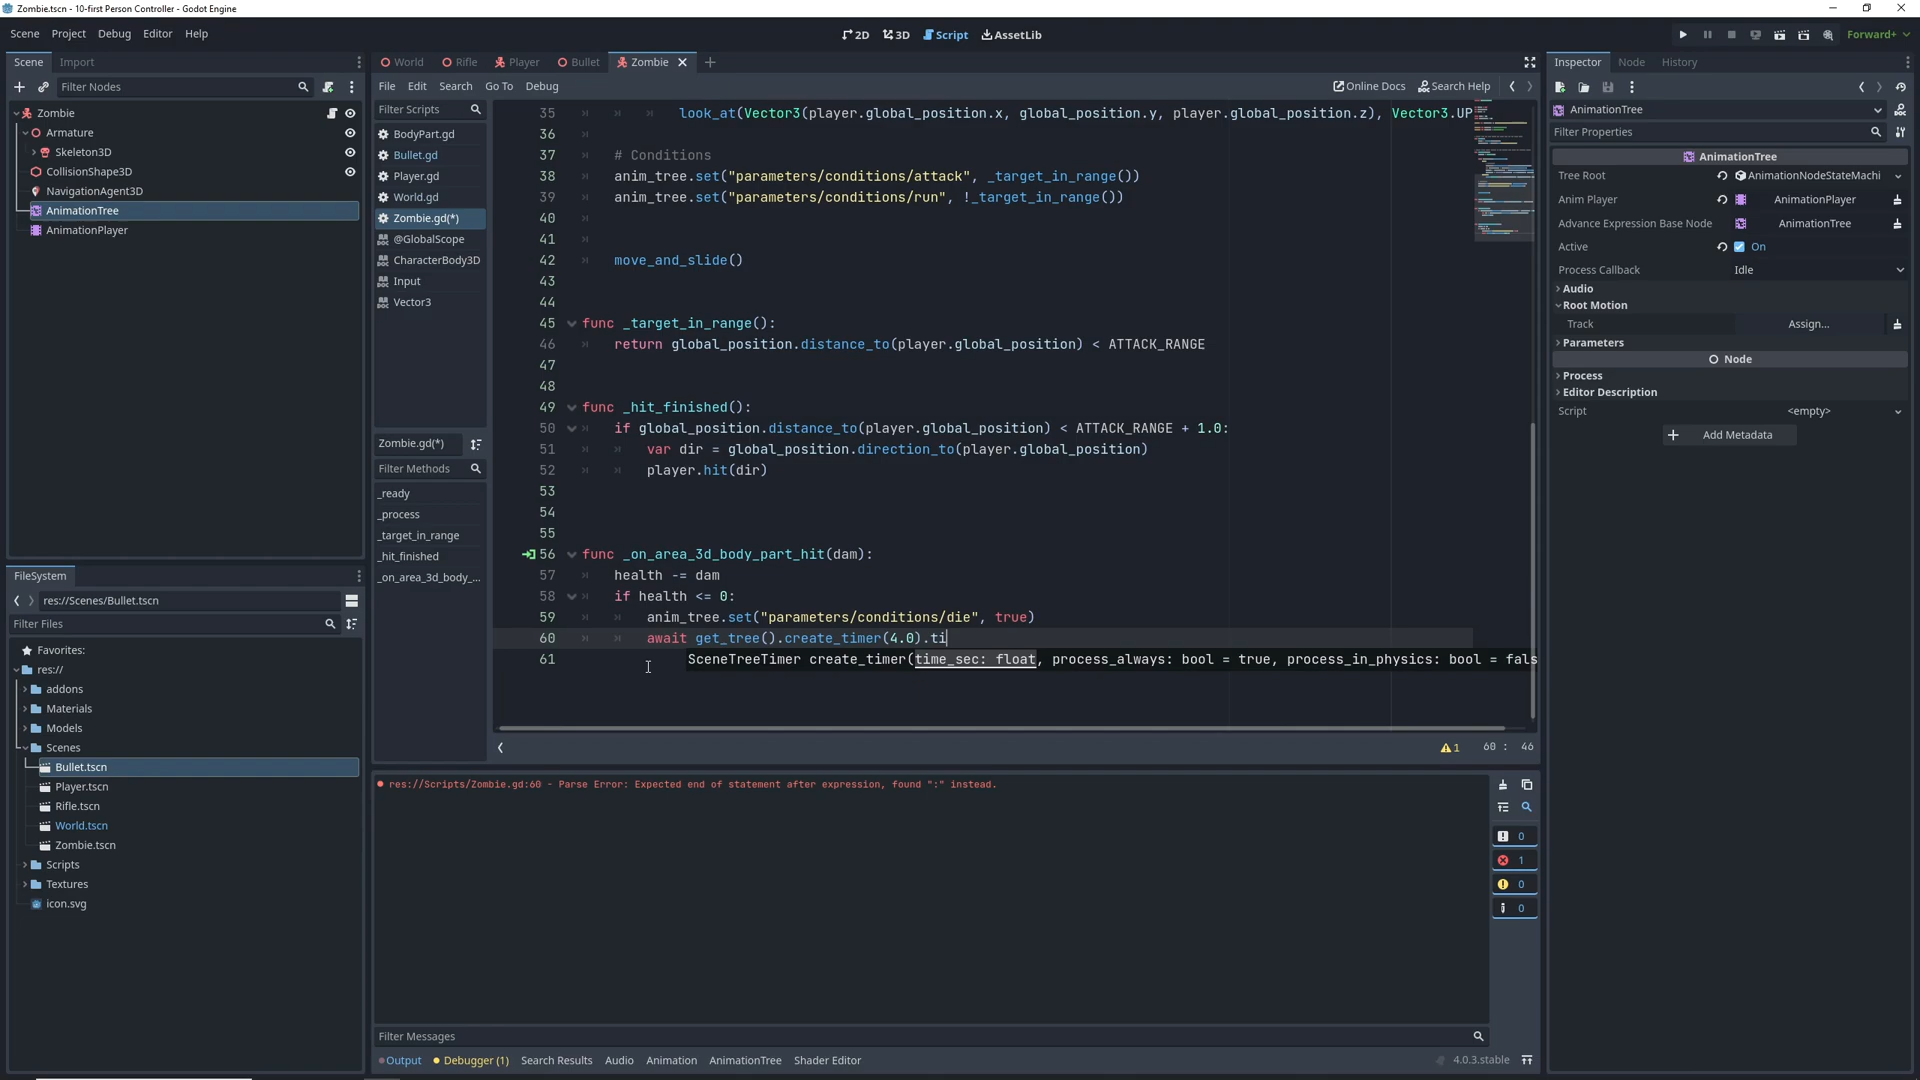 Zombie.tscn - 10-first Person Controller - Godot Engine
Scene Project Debug Editor Help
2D 3D Script AssetLib
Forward+
Scene Import
Filter Nodes
Zombie
Armature
Skeleton3D
CollisionShape3D
NavigationAgent3D
AnimationTree
AnimationPlayer
FileSystem
res://Scenes/Bullet.tscn
Filter Files
Favorites:
res://
addons
Materials
Models
Scenes
Bullet.tscn
Player.tscn
Rifle.tscn
World.tscn
Zombie.tscn
Scripts
Textures
icon.svg
World Rifle Player Bullet Zombie
File Edit Search Go To Debug
Online Docs Search Help
Filter Scripts
BodyPart.gd
Bullet.gd
Player.gd
World.gd
Zombie.gd(*)
@GlobalScope
CharacterBody3D
Input
Vector3
Zombie.gd(*)
Filter Methods
_ready
_process
_target_in_range
_hit_finished
_on_area_3d_body_...
35 look_at(Vector3(player.global_position.x, global_position.y, player.global_position.z), Vector3.UP
36
37 # Conditions
38 anim_tree.set("parameters/conditions/attack", _target_in_range())
39 anim_tree.set("parameters/conditions/run", !_target_in_range())
40
41
42 move_and_slide()
43
44
45 func _target_in_range():
46 return global_position.distance_to(player.global_position) < ATTACK_RANGE
47
48
49 func _hit_finished():
50 if global_position.distance_to(player.global_position) < ATTACK_RANGE + 1.0:
51 var dir = global_position.direction_to(player.global_position)
52 player.hit(dir)
53
54
55
56 func _on_area_3d_body_part_hit(dam):
57 health -= dam
58 if health <= 0:
59 anim_tree.set("parameters/conditions/die", true)
60 await get_tree().create_timer(4.0).ti
61 SceneTreeTimer create_timer(time_sec: float, process_always: bool = true, process_in_physics: bool = fals
1 60 : 46
res://Scripts/Zombie.gd:60 - Parse Error: Expected end of statement after expression, found ":" instead.
0
1
0
0
Filter Messages
Output Debugger (1) Search Results Audio Animation AnimationTree Shader Editor
4.0.3.stable
Inspector Node History
AnimationTree
Filter Properties
AnimationTree
Tree Root AnimationNodeStateMachi
Anim Player AnimationPlayer
Advance Expression Base Node AnimationTree
Active On
Process Callback Idle
Audio
Root Motion
Track Assign...
Parameters
Node
Process
Editor Description
Script <empty>
Add Metadata